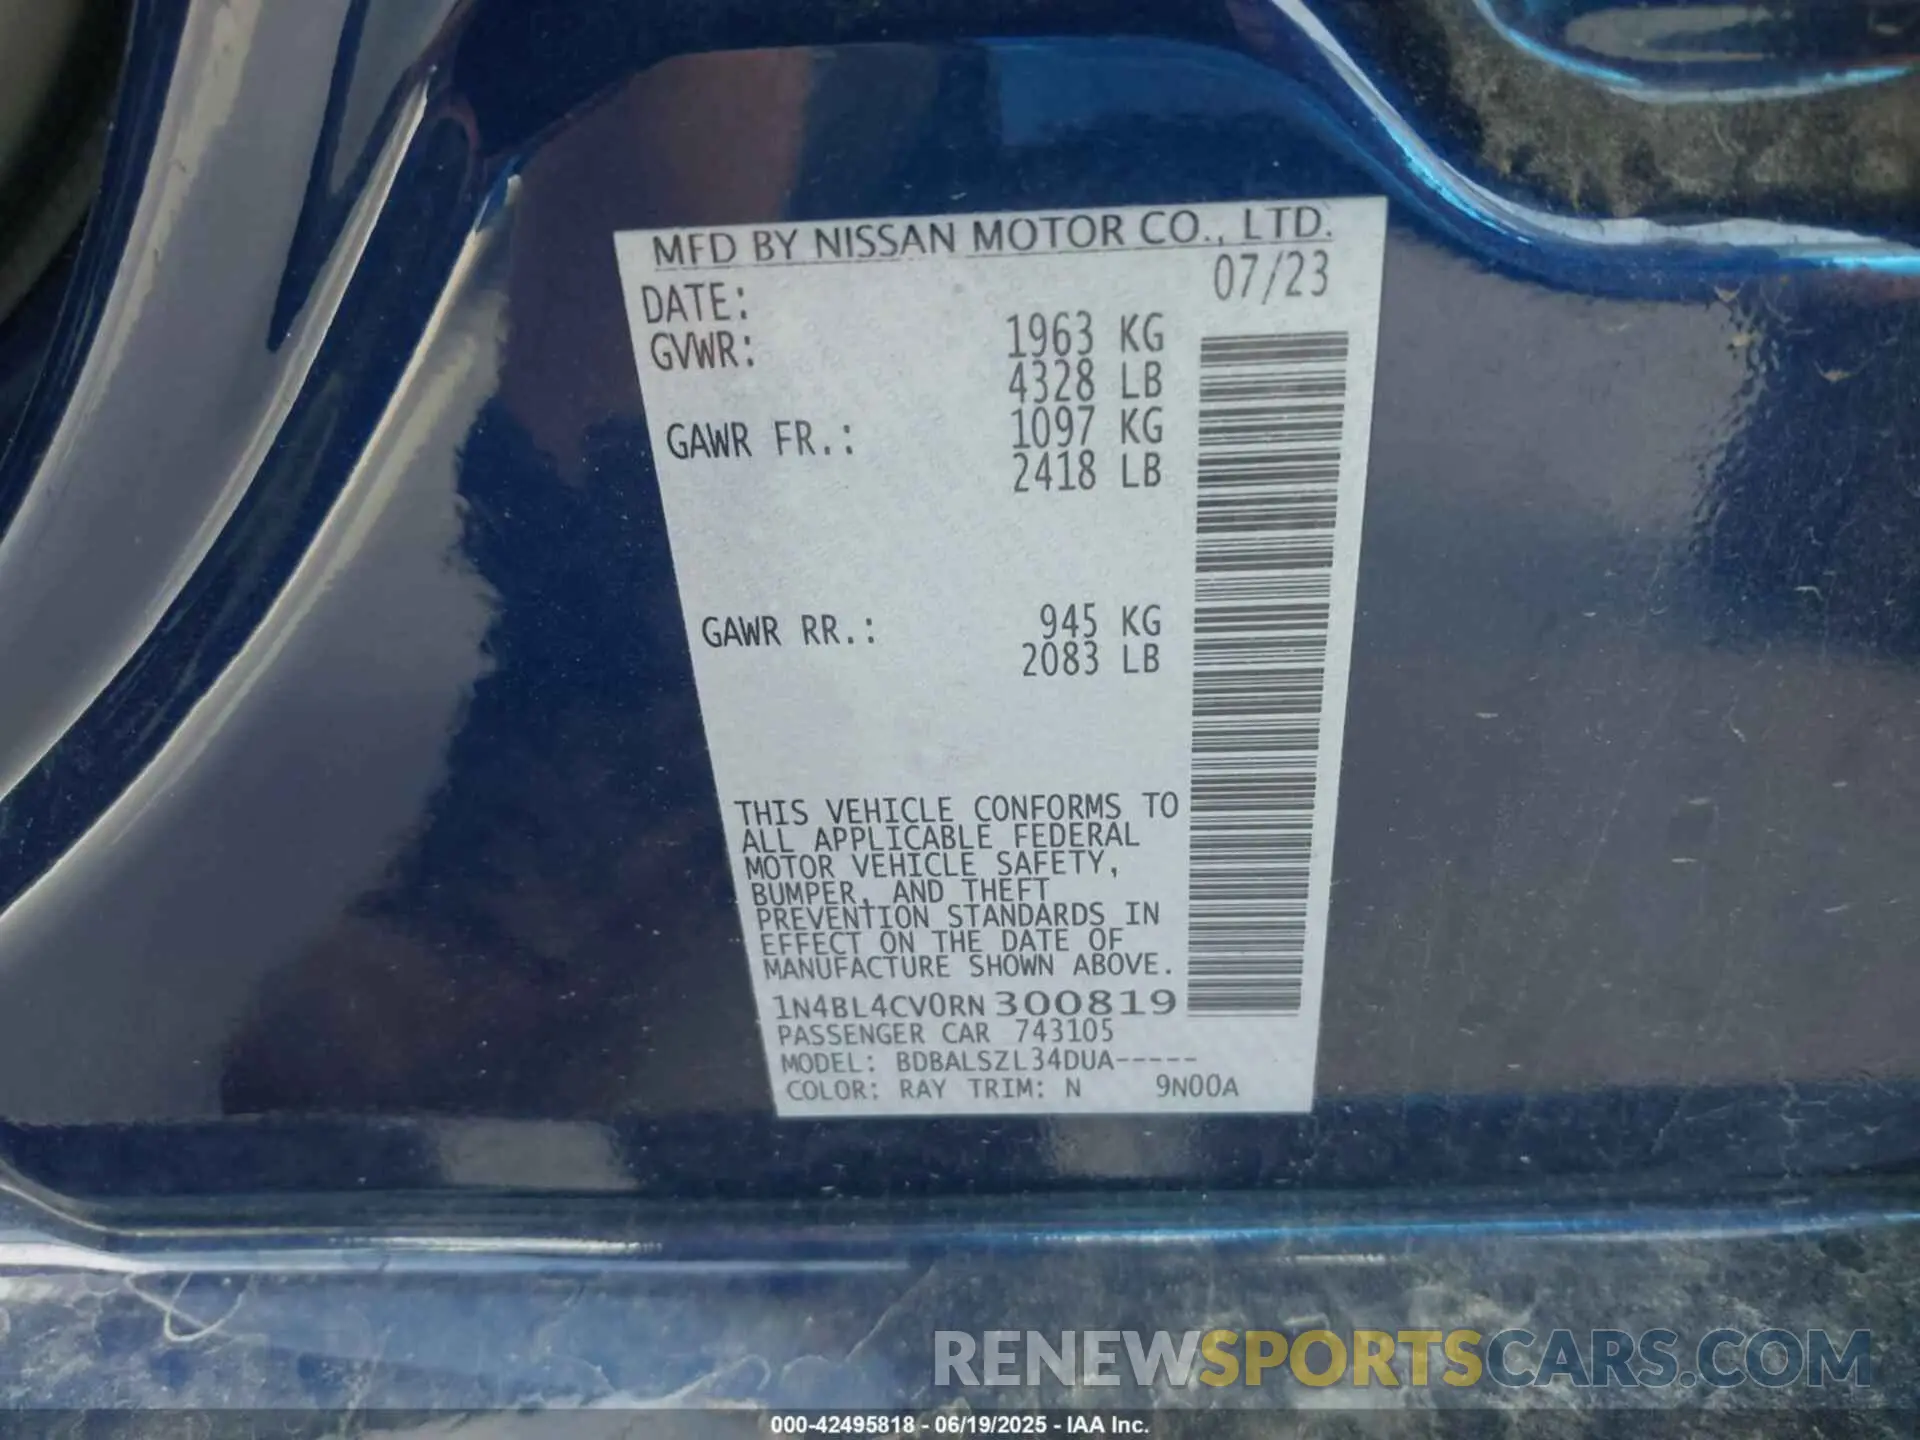 MFD BY NISSAN MOTOR CO., LTD.
DATE: 07/23
GVWR: 1963 KG
4328 LB
GAWR FR.: 1097 KG
2418 LB
GAWR RR.: 945 KG
2083 LB
THIS VEHICLE CONFORMS TO
ALL APPLICABLE FEDERAL
MOTOR VEHICLE SAFETY,
BUMPER, AND THEFT
PREVENTION STANDARDS IN
EFFECT ON THE DATE OF
MANUFACTURE SHOWN ABOVE.
1N4BL4CV0RN300819
PASSENGER CAR 743105
MODEL: BDBALSZL34DUA-----
COLOR: RAY TRIM: N 9N00A
RENEWSPORTSCARS.COM
000-42495818 - 06/19/2025 - IAA Inc.